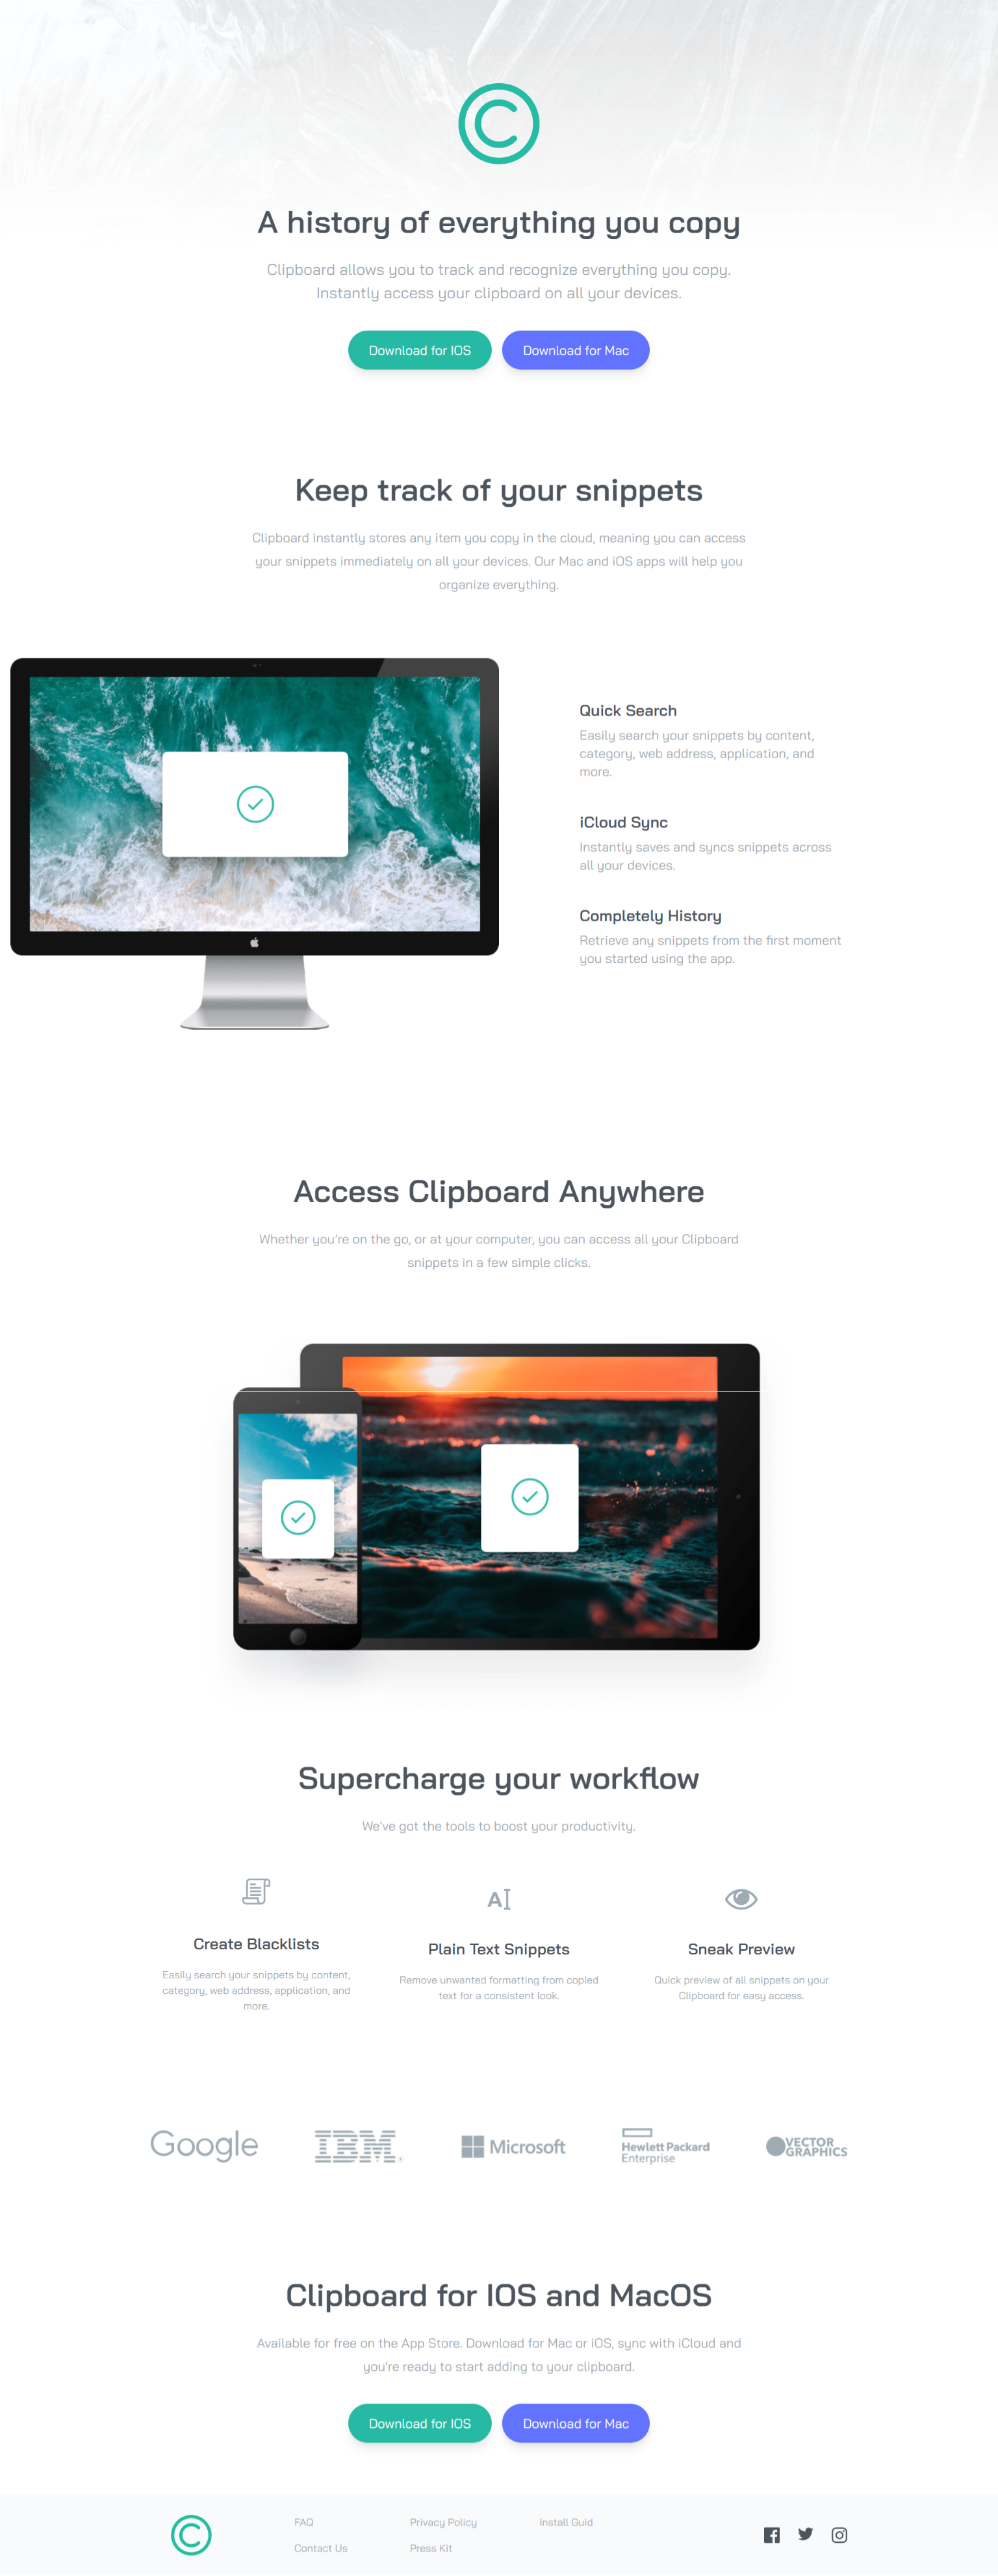 A history of everything you copy
Clipboard allows you to track and recognize everything you copy.
Instantly access your clipboard on all your devices.
Download for IOS
Download for Mac
Keep track of your snippets
Clipboard instantly stores any item you copy in the cloud, meaning you can access
your snippets immediately on all your devices. Our Mac and iOS apps will help you
organize everything.
Quick Search
Easily search your snippets by content,
category, web address, application, and
more.
iCloud Sync
Instantly saves and syncs snippets across
all your devices.
Completely History
Retrieve any snippets from the first moment
you started using the app.
Access Clipboard Anywhere
Whether you're on the go, or at your computer, you can access all your Clipboard
snippets in a few simple clicks.
Supercharge your workflow
We've got the tools to boost your productivity.
AI
Create Blacklists
Easily search your snippets by content,
category, web address, application, and
more.
Plain Text Snippets
Remove unwanted formatting from copied
text for a consistent look.
Sneak Preview
Quick preview of all snippets on your
Clipboard for easy access.
Google
IBM®
Microsoft
Hewlett Packard
Enterprise
VECTOR
GRAPHICS
Clipboard for IOS and MacOS
Available for free on the App Store. Download for Mac or iOS, sync with iCloud and
you're ready to start adding to your clipboard.
Download for IOS
Download for Mac
FAQ
Contact Us
Privacy Policy
Press Kit
Install Guid